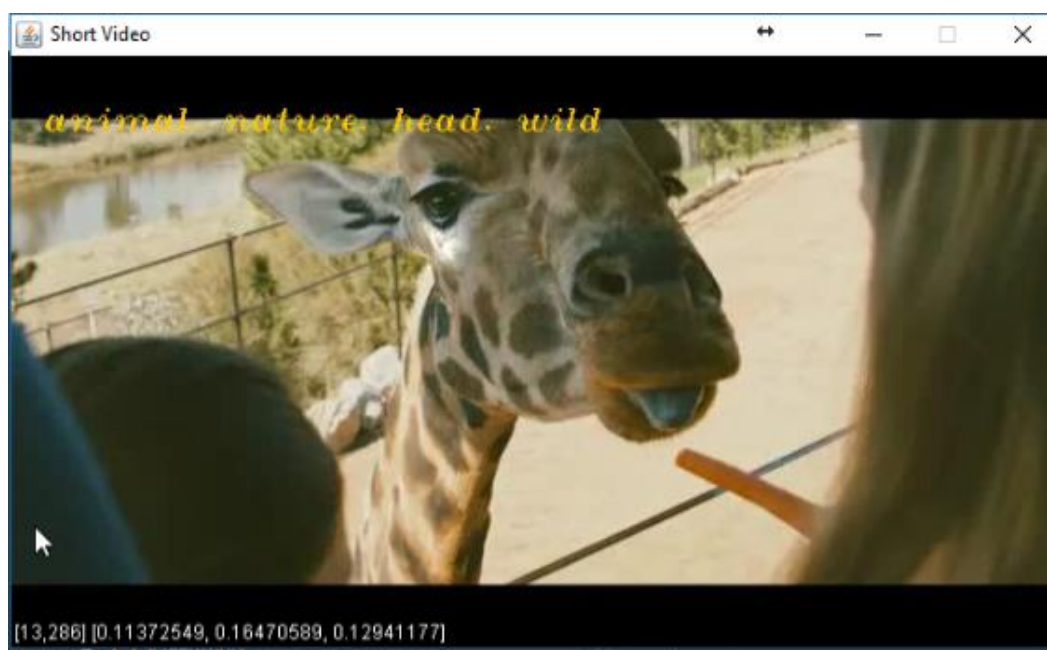 Short Video
animal nature. head. wild
[13,286] [0.11372549, 0.16470589, 0.12941177]